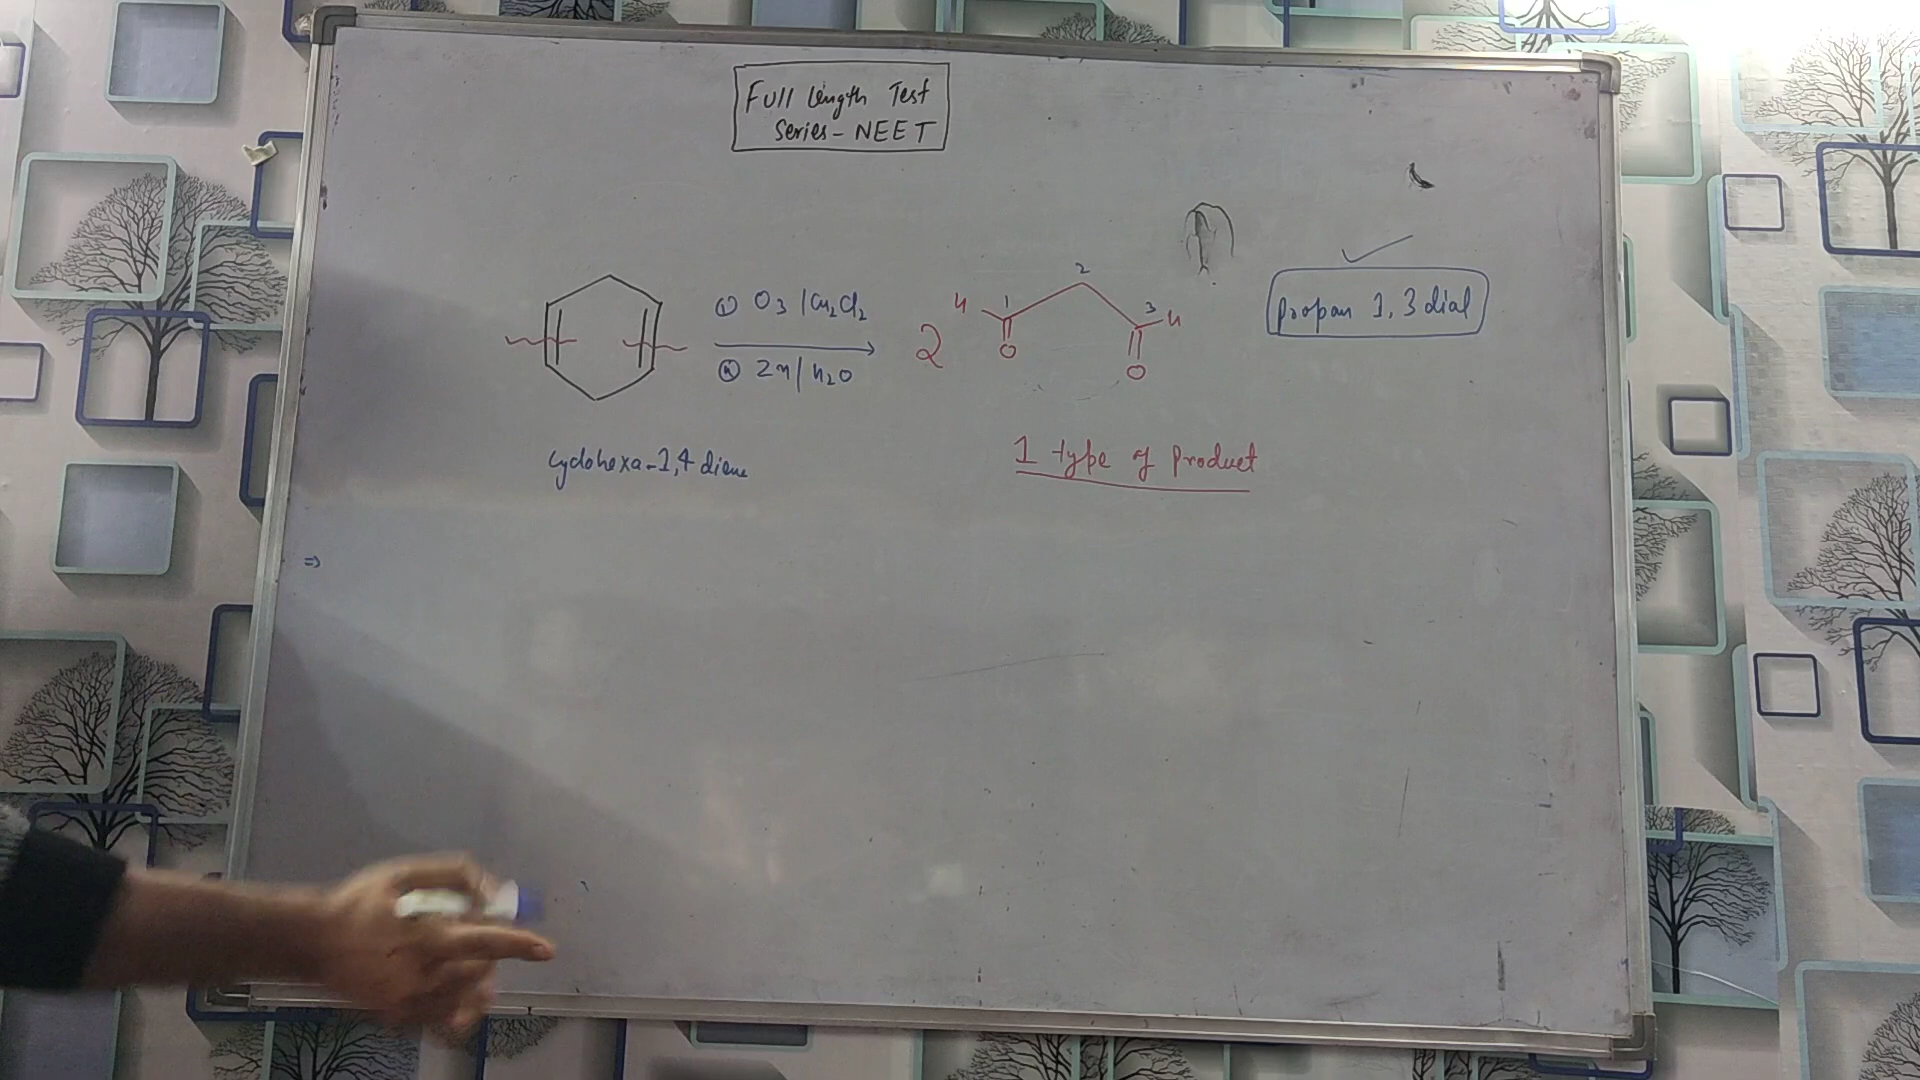 Full length Test
Series - NEET
① O3 / CH2Cl2
② Zn / H2O
2
H 1 2 3 H
O
O
Propan 1, 3 dial
cyclohexa-1,4 diene
1 type of Product
⇒